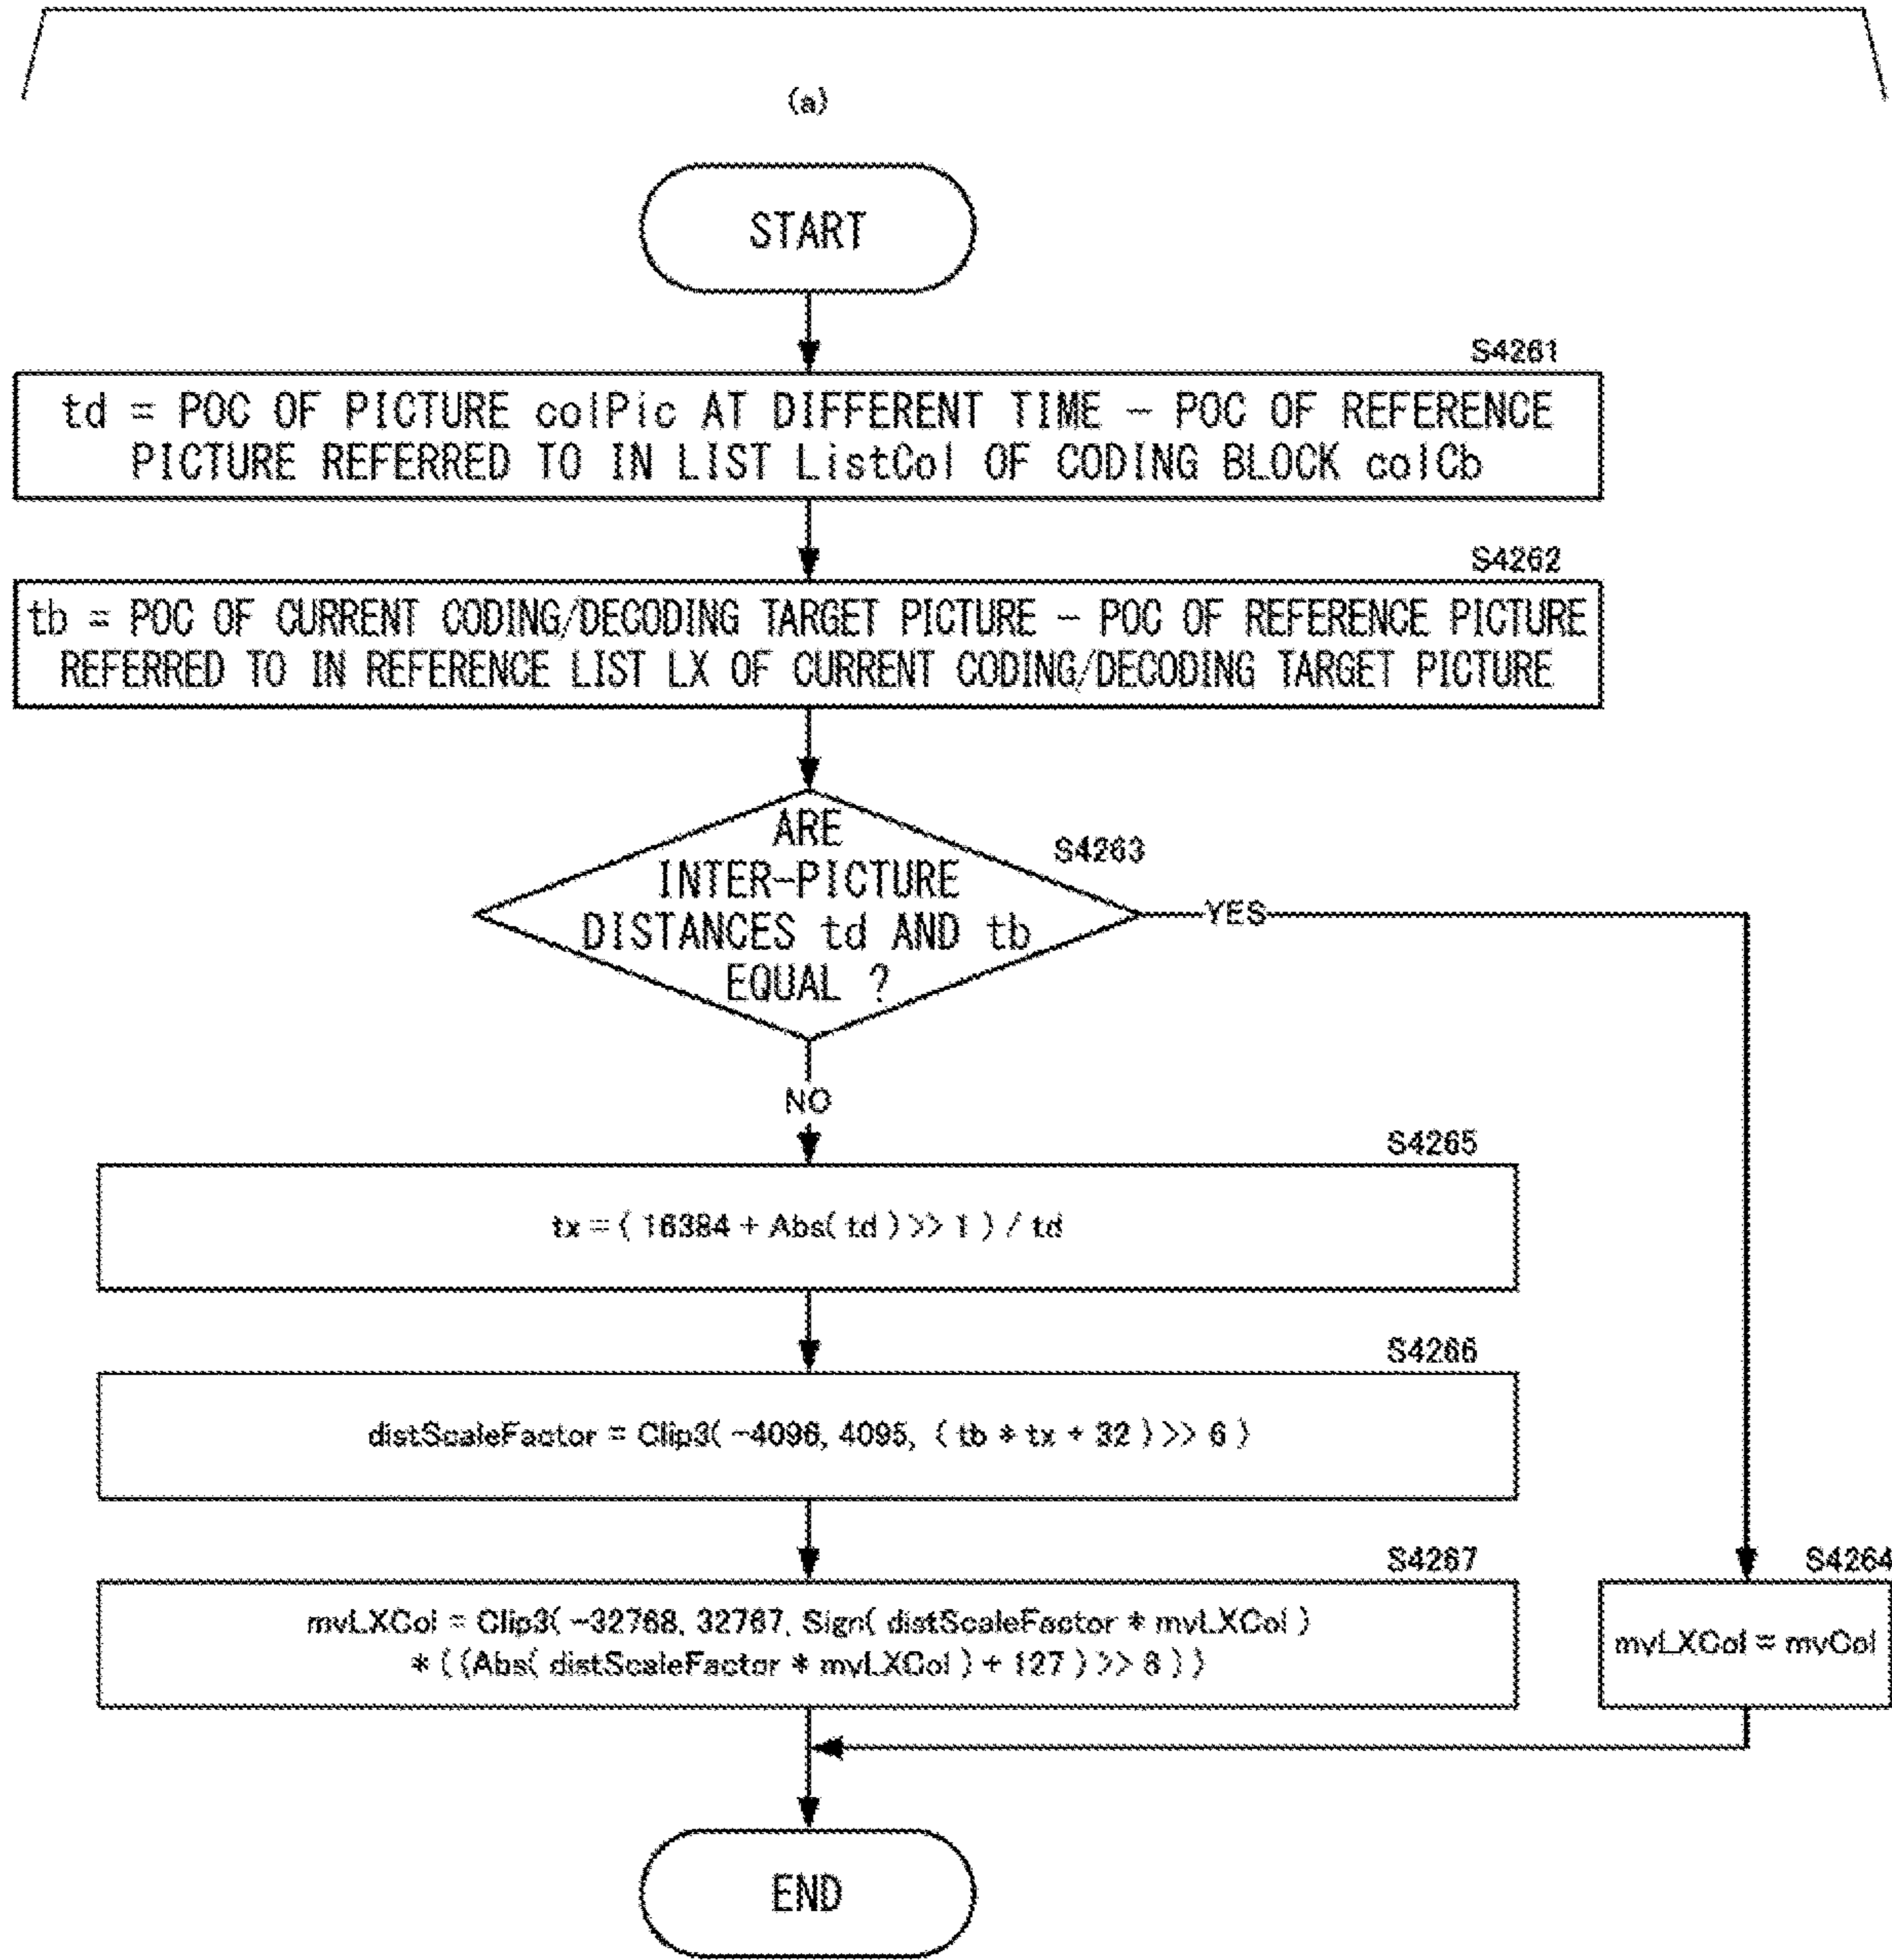 (a)
START
S4261
td = POC OF PICTURE colPic AT DIFFERENT TIME - POC OF REFERENCE
PICTURE REFERRED TO IN LIST ListCol OF CODING BLOCK colCb
S4262
tb = POC OF CURRENT CODING/DECODING TARGET PICTURE - POC OF REFERENCE PICTURE
REFERRED TO IN REFERENCE LIST LX OF CURRENT CODING/DECODING TARGET PICTURE
ARE
INTER-PICTURE
DISTANCES td AND tb
EQUAL ?
S4263
YES
NO
S4265
tx = ( 16384 + Abs( td ) >> 1 ) / td
S4266
distScaleFactor = Clip3( -4096, 4095, ( tb * tx + 32 ) >> 6 )
S4267
mvLXCol = Clip3( -32768, 32767, Sign( distScaleFactor * mvLXCol )
* ( (Abs( distScaleFactor * mvLXCol ) + 127 ) >> 8 ) )
S4264
mvLXCol = mvCol
END